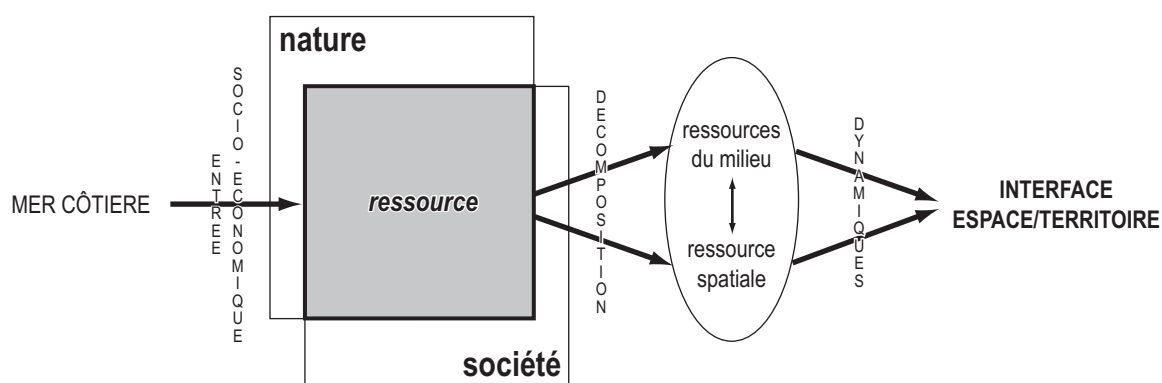 MER CÔTIERE
ENTREE
SOCIO-ECONOMIQUE
nature
ressource
société
DECOMPOSITION
ressources
du milieu
ressource
spatiale
DYNAMIQUES
INTERFACE
ESPACE/TERRITOIRE